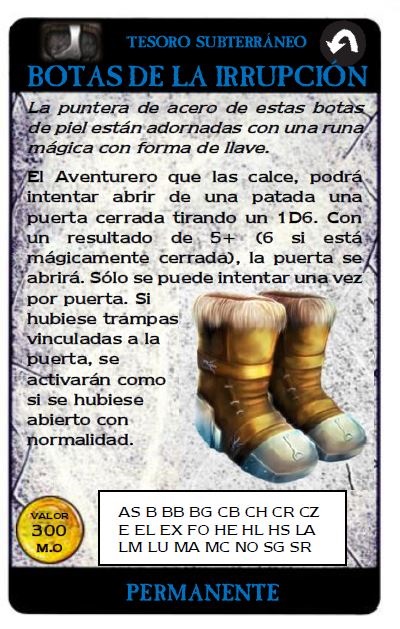 TESORO SUBTERRÁNEO
BOTAS DE LA IRRUPCIÓN
La puntera de acero de estas botas
de piel están adornadas con una runa
mágica con forma de llave.
El Aventurero que las calce, podrá
intentar abrir de una patada una
puerta cerrada tirando un 1D6. Con
un resultado de 5+ (6 si está
mágicamente cerrada), la puerta se
abrirá. Sólo se puede intentar una vez
por puerta. Si
hubiese trampas
vinculadas a la
puerta, se
activarán como
si se hubiese
abierto con
normalidad.
VALOR
300
M.O
AS B BB BG CB CH CR CZ
E EL EX FO HE HL HS LA
LM LU MA MC NO SG SR
PERMANENTE